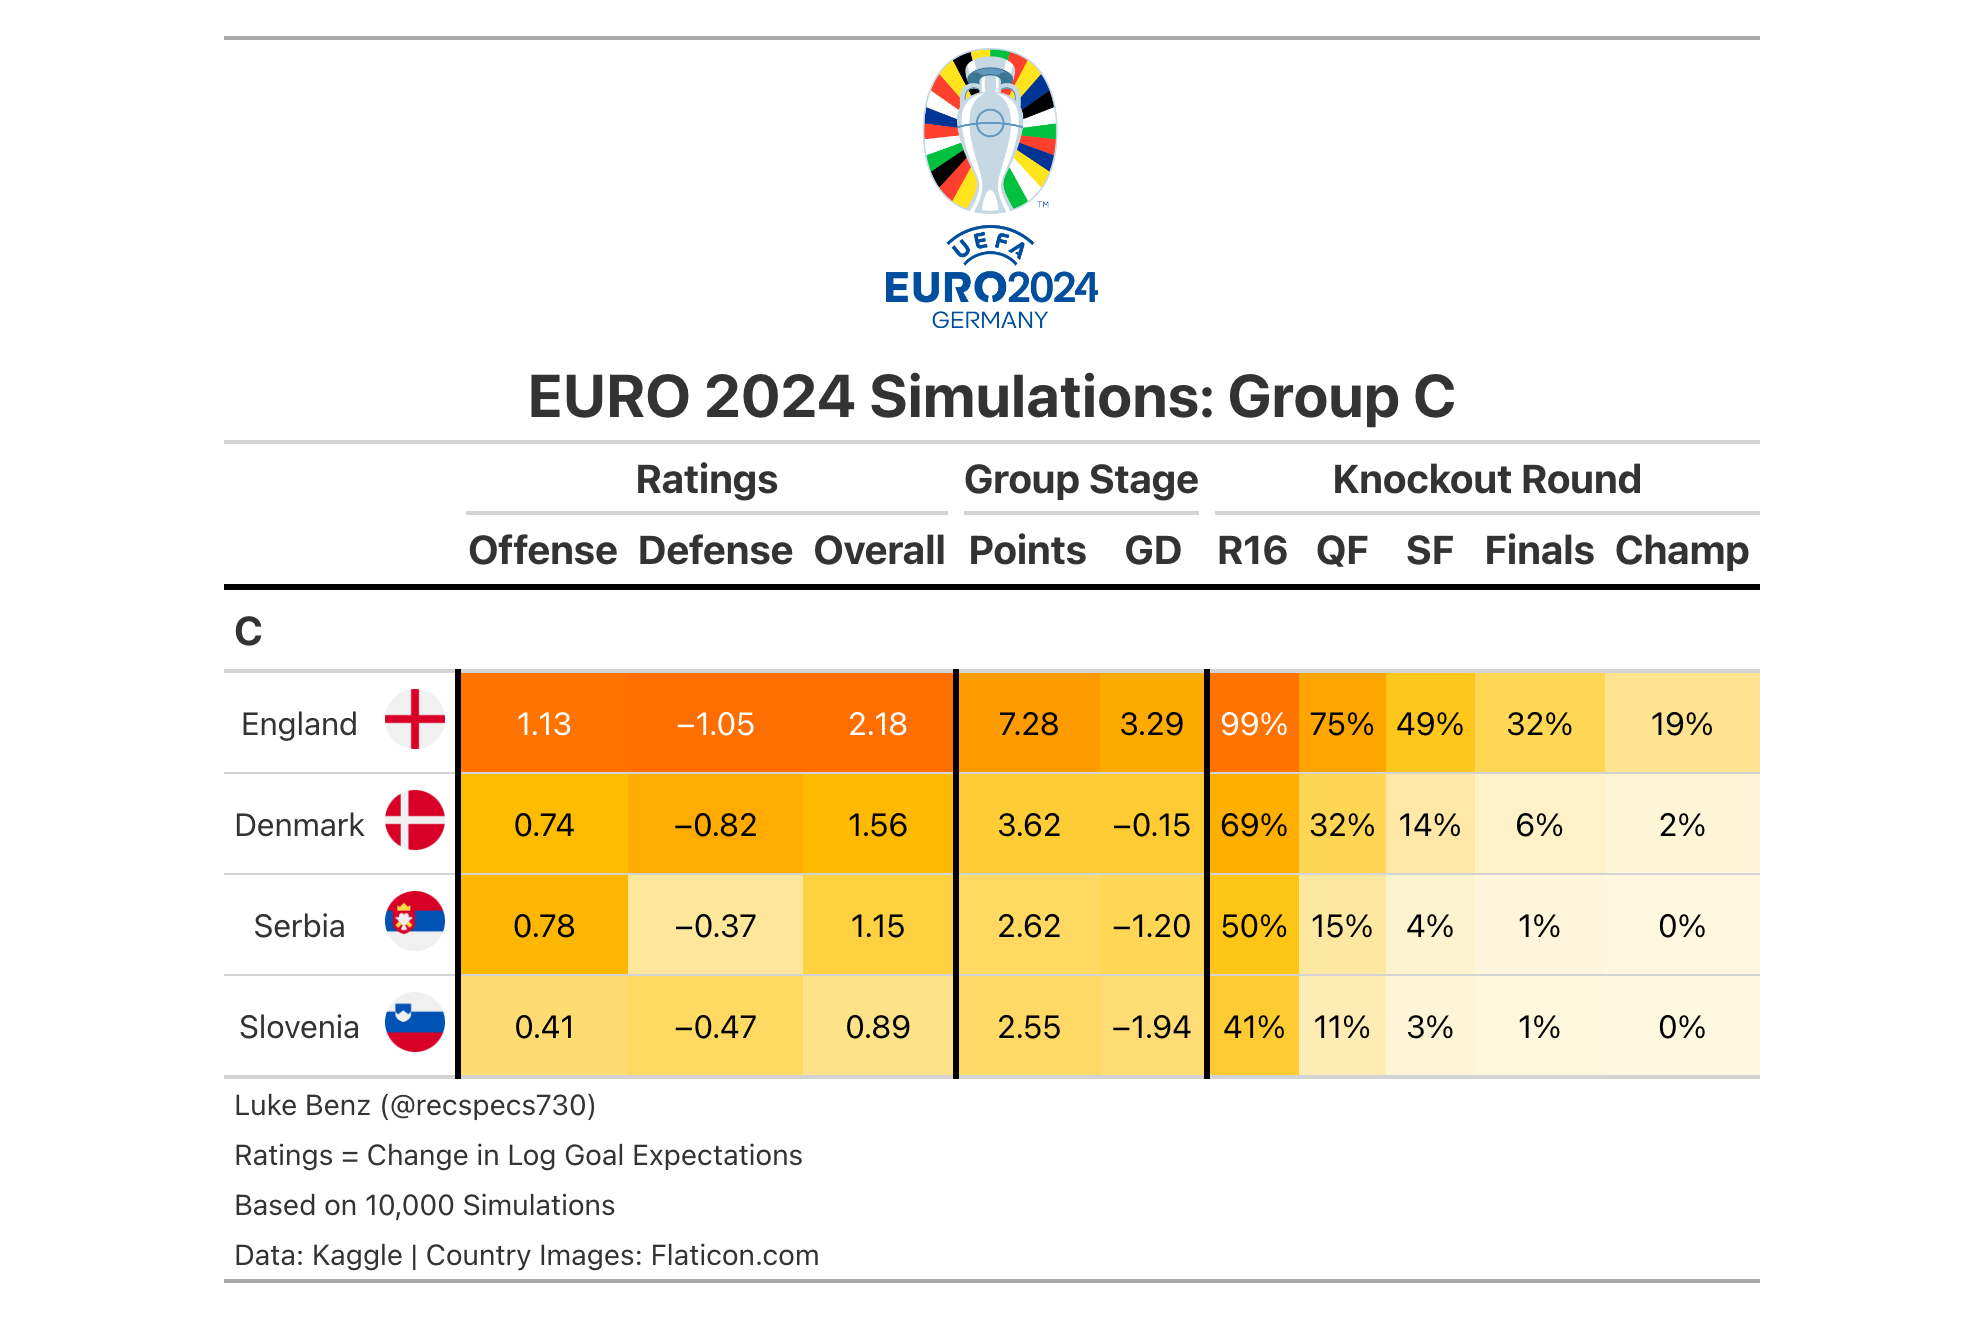 TM
UEFA
EURO2024
GERMANY
EURO 2024 Simulations: Group C
Ratings Group Stage Knockout Round
Offense Defense Overall Points GD R16 QF SF Finals Champ
C
England 1.13 −1.05 2.18 7.28 3.29 99% 75% 49% 32% 19%
Denmark 0.74 −0.82 1.56 3.62 −0.15 69% 32% 14% 6% 2%
Serbia 0.78 −0.37 1.15 2.62 −1.20 50% 15% 4% 1% 0%
Slovenia 0.41 −0.47 0.89 2.55 −1.94 41% 11% 3% 1% 0%
Luke Benz (@recspecs730)
Ratings = Change in Log Goal Expectations
Based on 10,000 Simulations
Data: Kaggle | Country Images: Flaticon.com